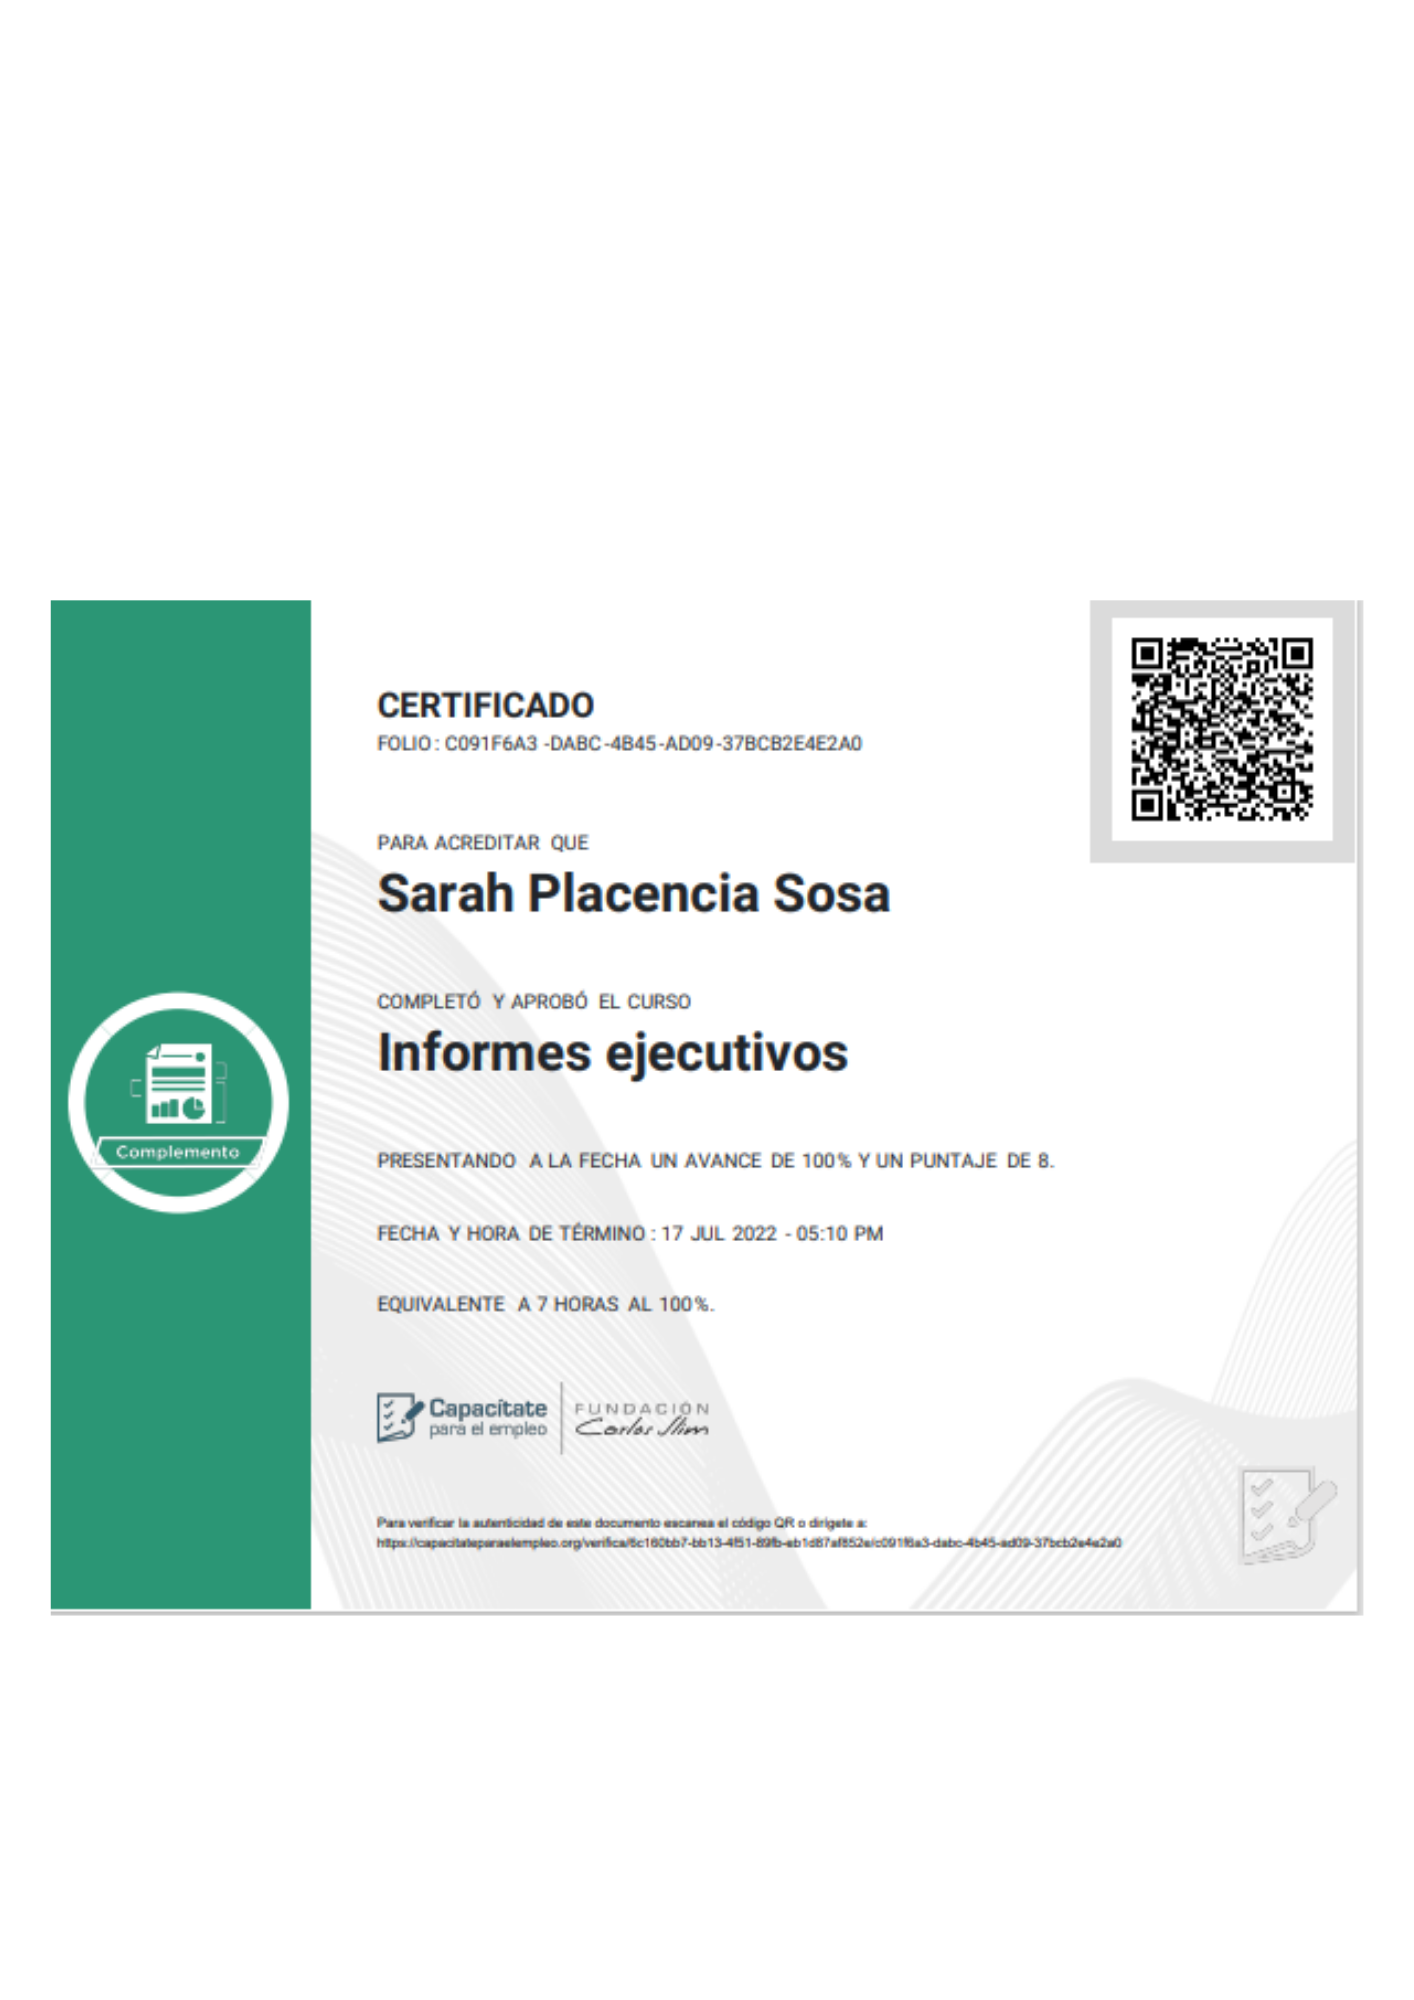 CERTIFICADO
FOLIO : C091F6A3 -DABC -4B45 -AD09 -37BCB2E4E2A0
PARA ACREDITAR QUE
Sarah Placencia Sosa
COMPLETÓ Y APROBÓ EL CURSO
Informes ejecutivos
Complemento
PRESENTANDO A LA FECHA UN AVANCE DE 100% Y UN PUNTAJE DE 8.
FECHA Y HORA DE TÉRMINO : 17 JUL 2022 - 05:10 PM
EQUIVALENTE A 7 HORAS AL 100%.
Capacítate
para el empleo
FUNDACIÓN
Carlos Slim
Para verificar la autenticidad de este documento escanea el código QR o dirígete a:
https://capacitateparaelempleo.org/verifica/6c160bb7-bb13-4f51-89fb-eb1d87af852e/c091f6a3-dabc-4b45-ad09-37bcb2e4e2a0